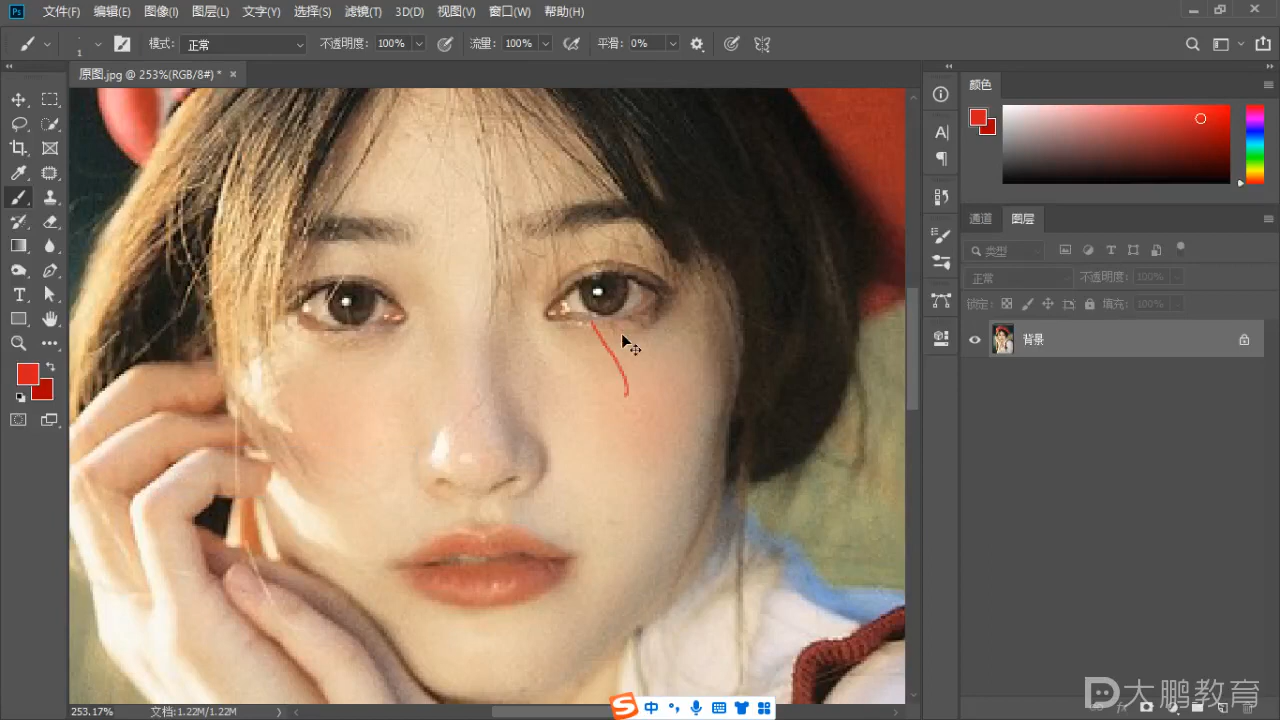 Ps 文件(F) 编辑(E) 图像(I) 图层(L) 文字(Y) 选择(S) 滤镜(T) 3D(D) 视图(V) 窗口(W) 帮助(H)
1 模式: 正常 不透明度: 100% 流量: 100% 平滑: 0%
原图.jpg @ 253%(RGB/8#) * ×
颜色
通道 图层
类型
正常 不透明度: 100%
锁定: 填充: 100%
背景
大鹏教育
253.17% 文档:1.22M/1.22M
中